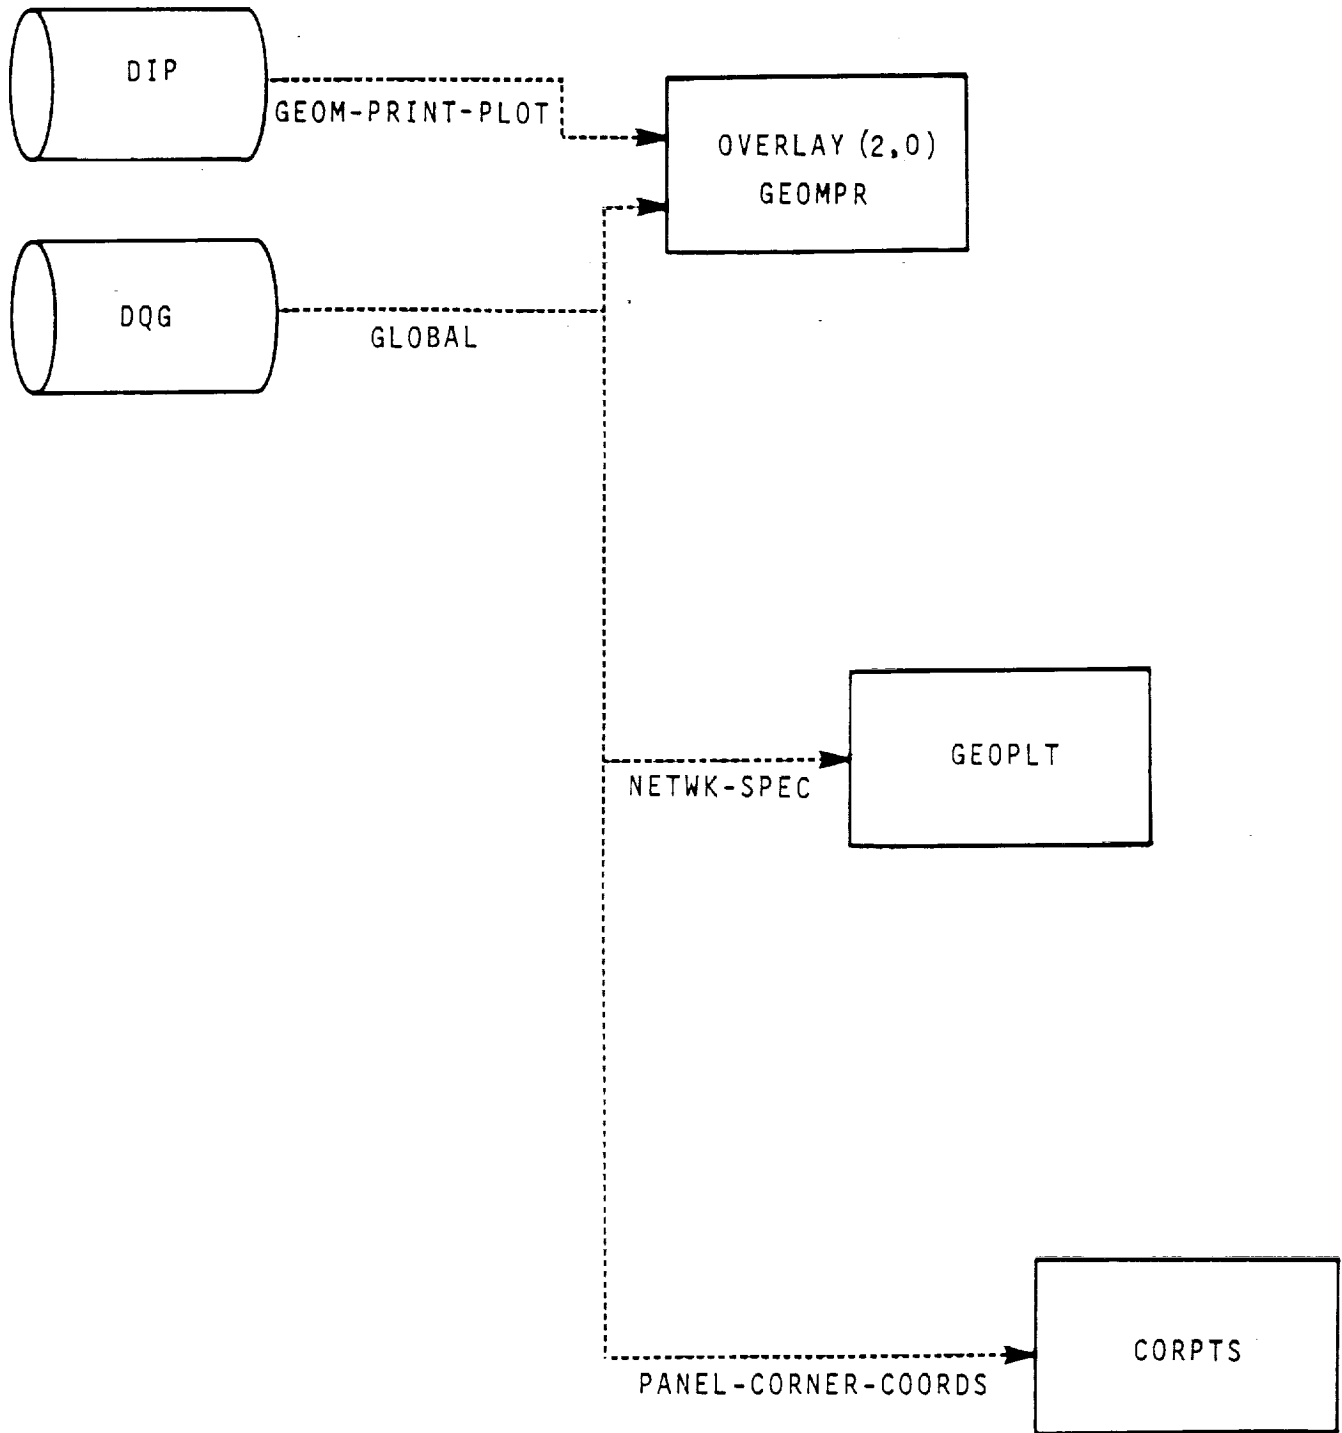 DIP
GEOM-PRINT-PLOT
OVERLAY (2,0)
GEOMPR
DQG
GLOBAL
GEOPLT
NETWK-SPEC
CORPTS
PANEL-CORNER-COORDS